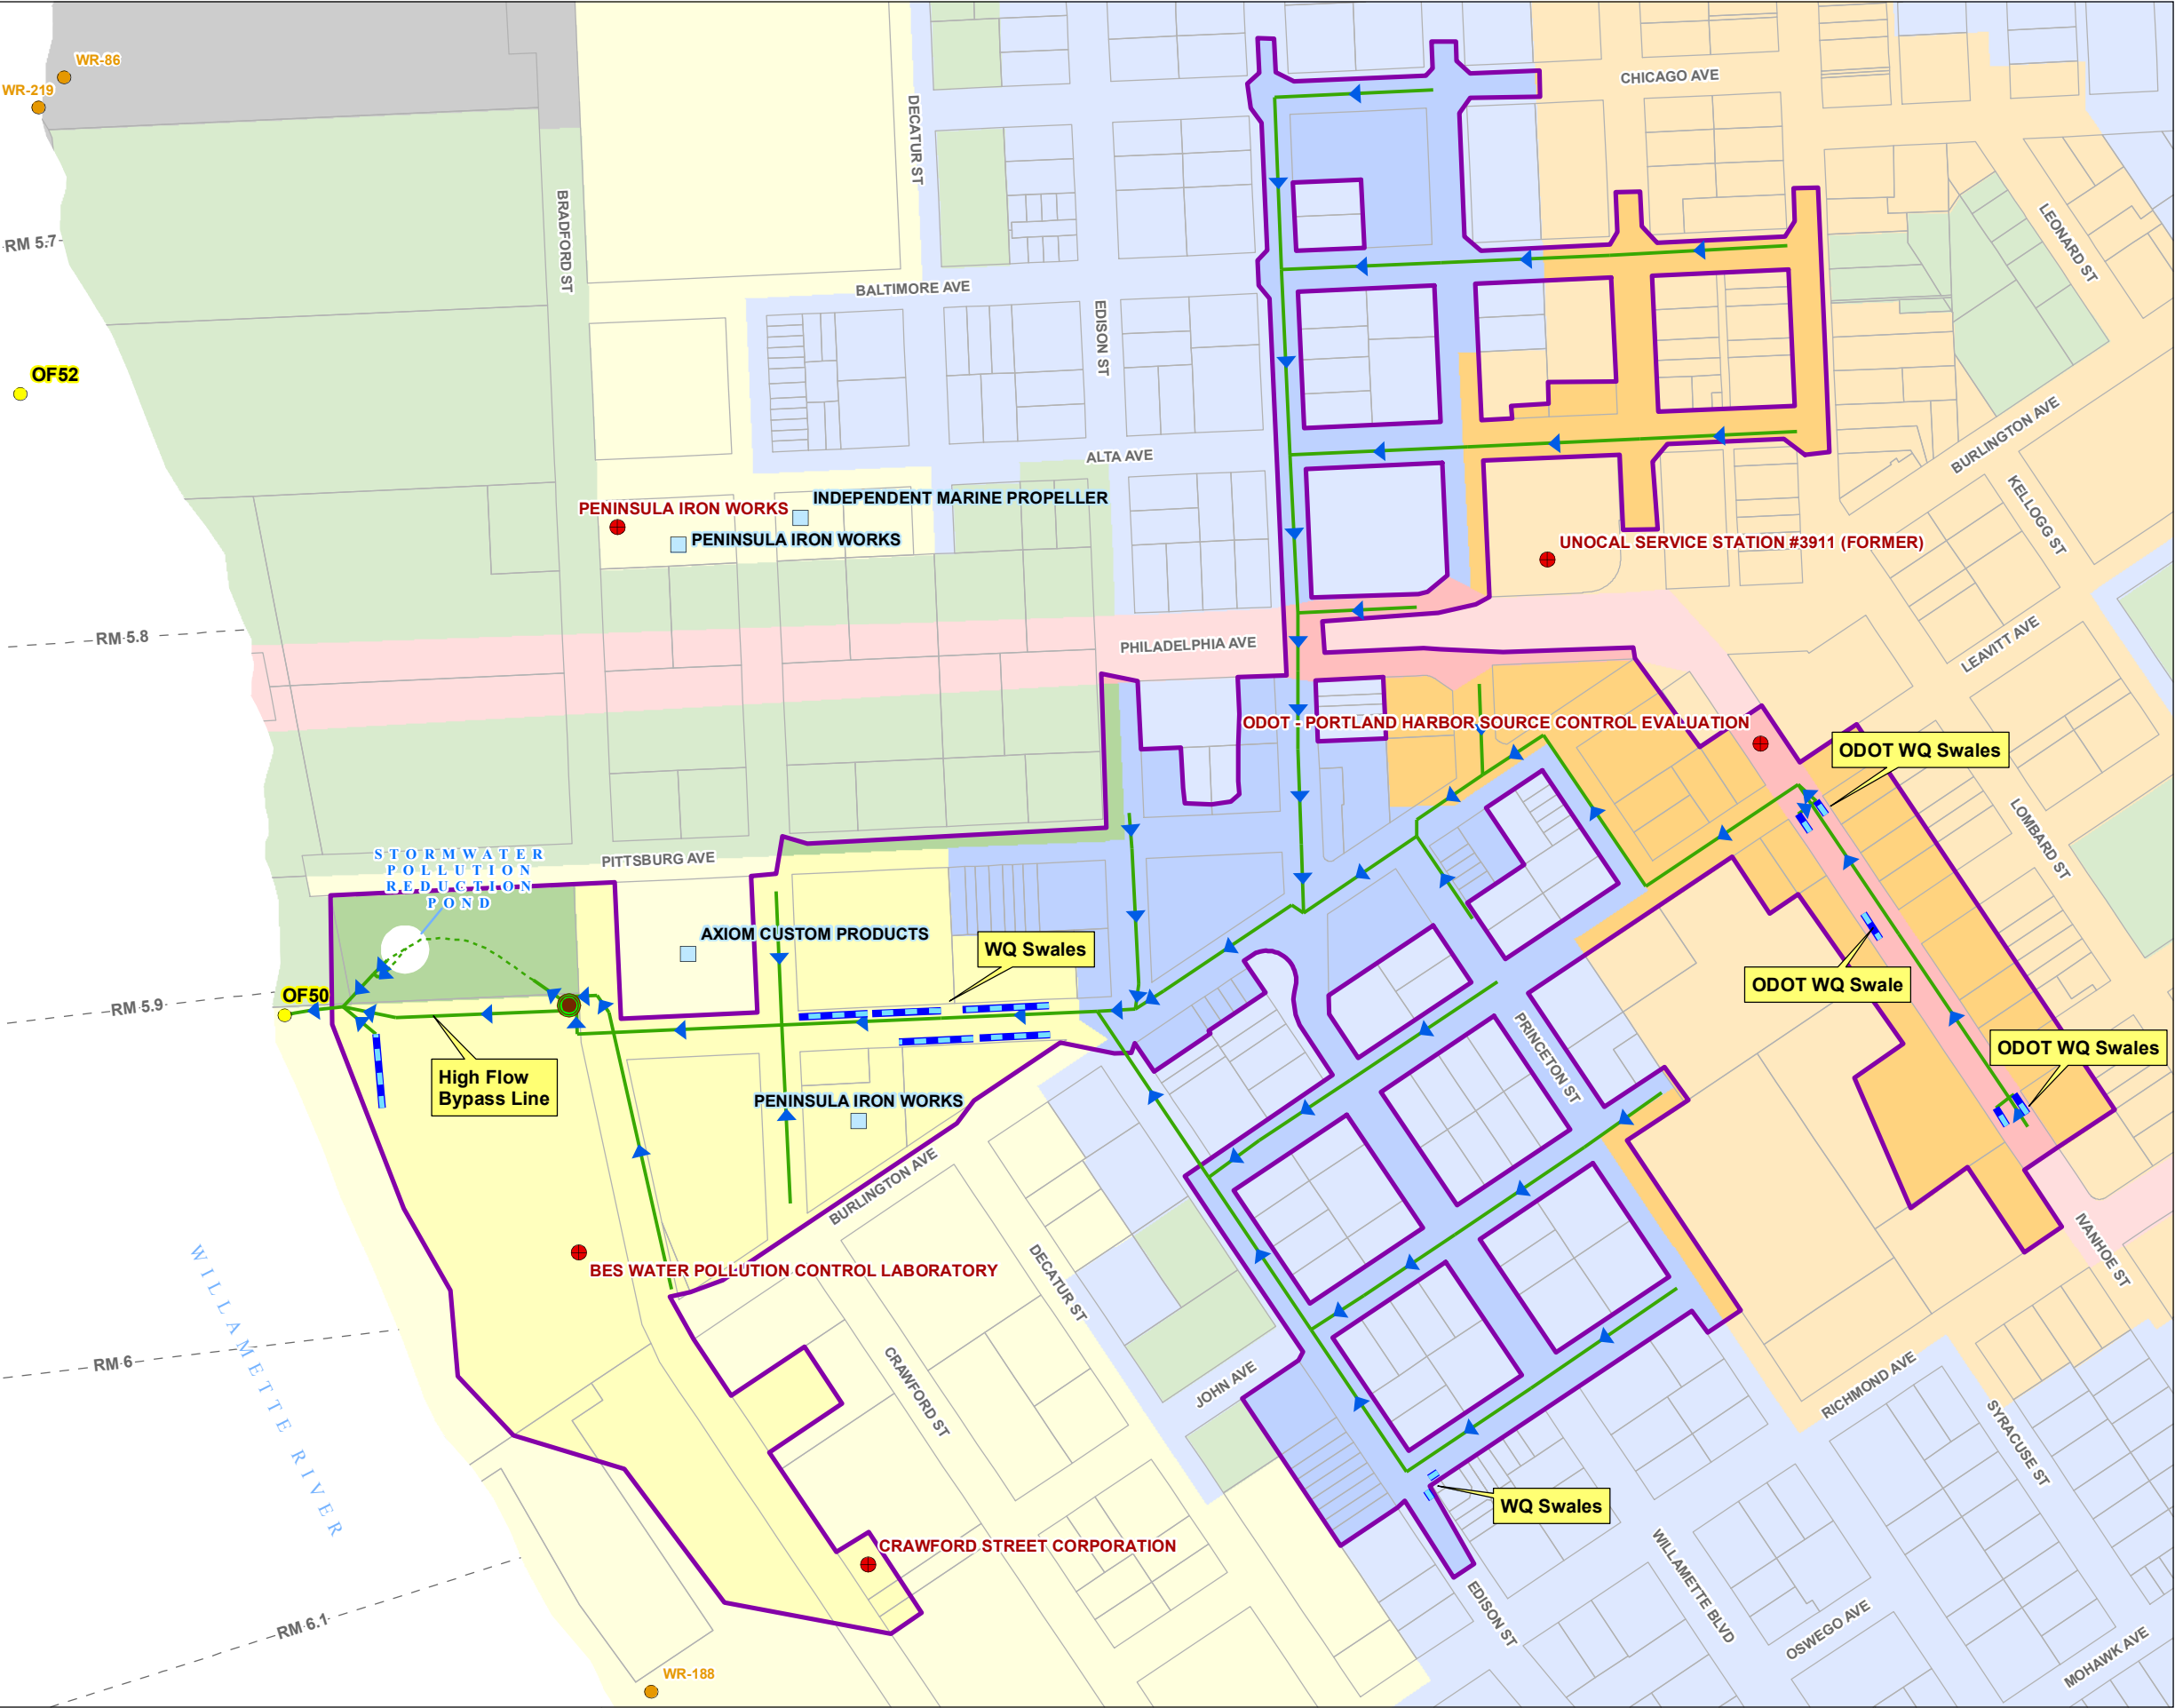 WR-86
WR-219
CHICAGO AVE
DECATUR ST
BRADFORD ST
LEONARD ST
RM 5.7
BALTIMORE AVE
EDISON ST
OF52
BURLINGTON AVE
ALTA AVE
KELLOGG ST
INDEPENDENT MARINE PROPELLER
PENINSULA IRON WORKS
PENINSULA IRON WORKS
UNOCAL SERVICE STATION #3911 (FORMER)
RM 5.8
PHILADELPHIA AVE
LEAVITT AVE
ODOT - PORTLAND HARBOR SOURCE CONTROL EVALUATION
ODOT WQ Swales
LOMBARD ST
PITTSBURG AVE
STORMWATER
POLLUTION
REDUCTION
POND
AXIOM CUSTOM PRODUCTS
WQ Swales
ODOT WQ Swale
OF50
RM 5.9
PRINCETON ST
ODOT WQ Swales
High Flow
Bypass Line
PENINSULA IRON WORKS
BURLINGTON AVE
IVANHOE ST
WILLAMETTE RIVER
BES WATER POLLUTION CONTROL LABORATORY
DECATUR ST
RM 6
CRAWFORD ST
JOHN AVE
RICHMOND AVE
SYRACUSE ST
WQ Swales
CRAWFORD STREET CORPORATION
WILLAMETTE BLVD
EDISON ST
OSWEGO AVE
MOHAWK AVE
RM 6.1
WR-188